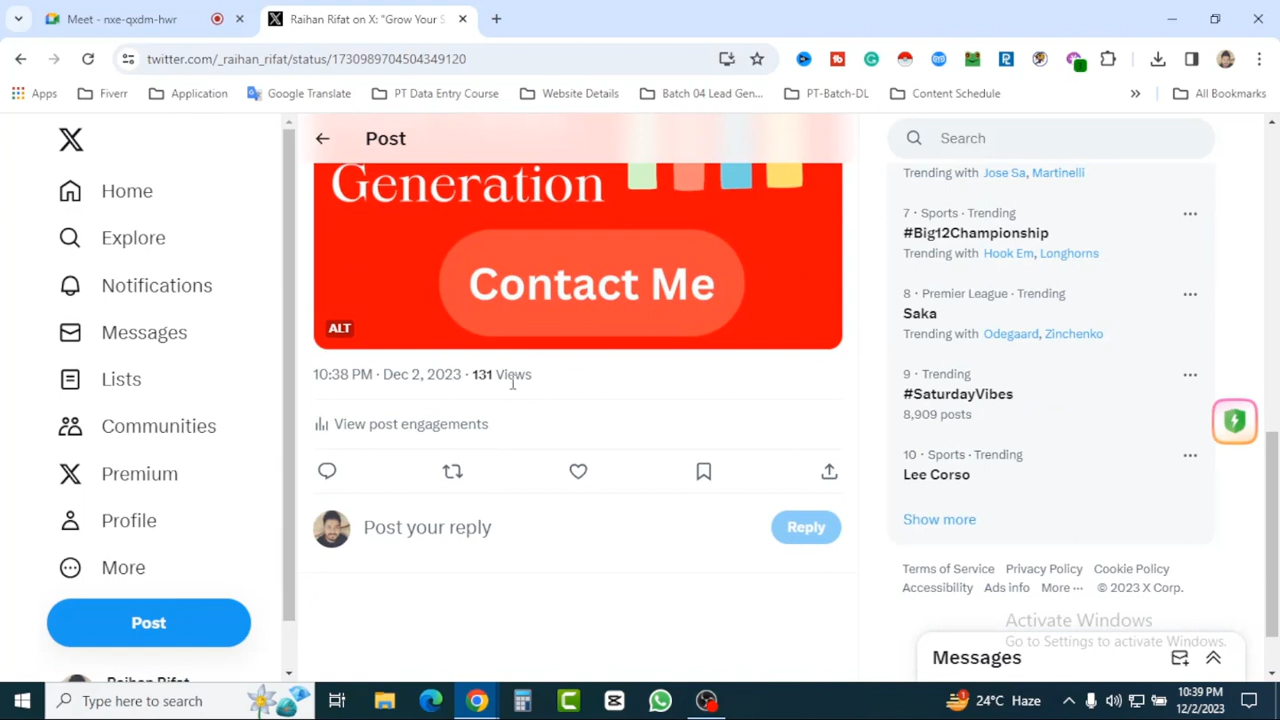 Meet - nxe-qxdm-hwr
Raihan Rifat on X: "Grow Your S
twitter.com/_raihan_rifat/status/1730989704504349120
Apps
Fiverr
Application
Google Translate
PT Data Entry Course
Website Details
Batch 04 Lead Gen...
PT-Batch-DL
Content Schedule
All Bookmarks
Home
Explore
Notifications
Messages
Lists
Communities
Premium
Profile
More
Post
Raihan Rifat
Post
Generation
Contact Me
ALT
10:38 PM · Dec 2, 2023 · 131 Views
View post engagements
Post your reply
Reply
Search
Trending with Jose Sa, Martinelli
7 · Sports · Trending
#Big12Championship
Trending with Hook Em, Longhorns
8 · Premier League · Trending
Saka
Trending with Odegaard, Zinchenko
9 · Trending
#SaturdayVibes
8,909 posts
10 · Sports · Trending
Lee Corso
Show more
Terms of Service Privacy Policy Cookie Policy
Accessibility Ads info More ··· © 2023 X Corp.
Activate Windows
Go to Settings to activate Windows.
Messages
Type here to search
24°C Haze
10:39 PM
12/2/2023